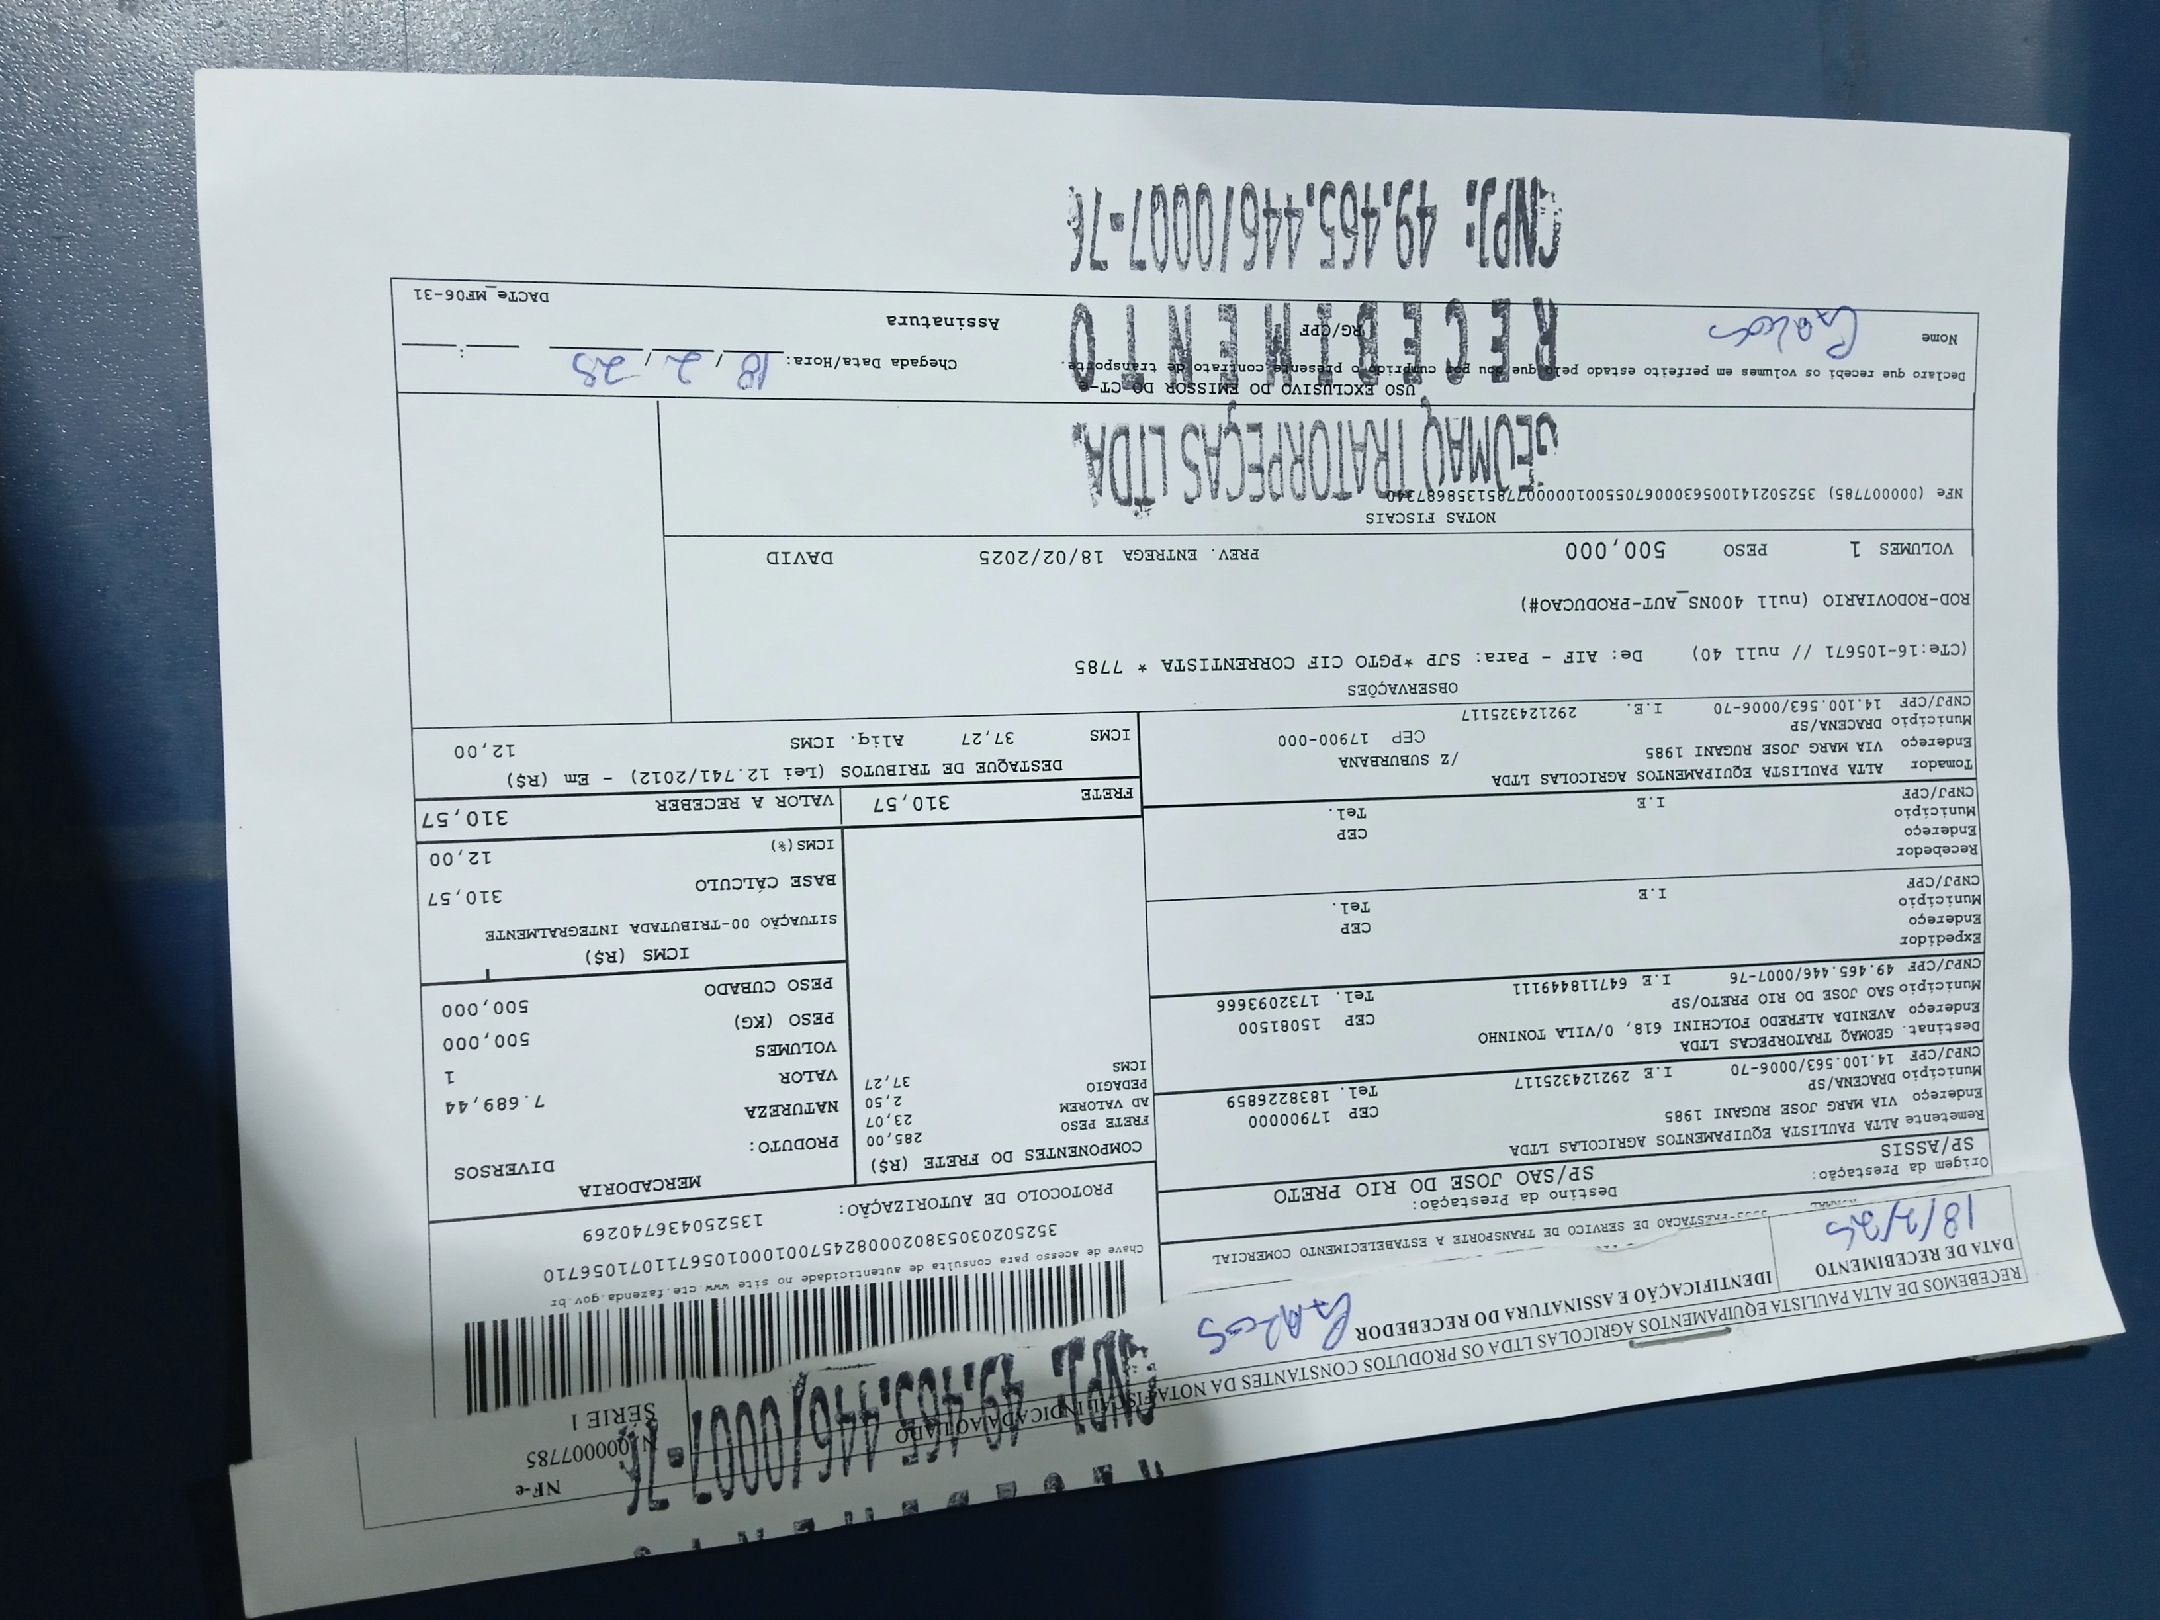 RECEBEMOS DE ALTA PAULISTA EQUIPAMENTOS AGRICOLAS LTDA OS PRODUTOS CONSTANTES DA NOTA FISCAL INDICADA AO LADO
DATA DE RECEBIMENTO
IDENTIFICAÇÃO E ASSINATURA DO RECEBEDOR
18/2/25
Carlos
NF-e
Nº 000007785
SÉRIE 1
RECEBIMENTO
CNPJ: 49.465.446/0007-76
Chave de acesso para consulta de autenticidade no site www.cte.fazenda.gov.br
PRESTACAO DE SERVICO DE TRANSPORTE A ESTABELECIMENTO COMERCIAL
PROTOCOLO DE AUTORIZAÇÃO:
135250436740269
Origem da Prestação:
SP/ASSIS
Destino da Prestação:
SP/SAO JOSE DO RIO PRETO
Remetente ALTA PAULISTA EQUIPAMENTOS AGRICOLAS LTDA
Endereço VIA MARG JOSE RUGANI 1985
CEP 17900000
Município DRACENA/SP
Tel. 1838226859
CNPJ/CPF 14.100.563/0006-70 I.E 292124325117
Destinat. GEOMAQ TRATORPECAS LTDA
Endereço AVENIDA ALFREDO FOLCHINI 618, 0/VILA TONINHO
CEP 15081500
Município SAO JOSE DO RIO PRETO/SP
Tel. 1732093666
CNPJ/CPF 49.465.446/0007-76 I.E 647118449111
Expedidor
Endereço
CEP
Município
Tel.
CNPJ/CPF I.E
Recebedor
Endereço
CEP
Município
Tel.
CNPJ/CPF I.E
Tomador ALTA PAULISTA EQUIPAMENTOS AGRICOLAS LTDA
Endereço VIA MARG JOSE RUGANI 1985 /Z SUBURBANA
Município DRACENA/SP CEP 17900-000
CNPJ/CPF 14.100.563/0006-70 I.E. 292124325117
COMPONENTES DO FRETE (R$)
FRETE PESO 285,00
AD VALOREM 23,07
PEDAGIO 2,50
ICMS 37,27
FRETE 310,57
MERCADORIA
PRODUTO: DIVERSOS
NATUREZA
VALOR 7.689,44
VOLUMES 1
PESO (KG) 500,000
PESO CUBADO 500,000
ICMS (R$)
SITUAÇÃO 00-TRIBUTADA INTEGRALMENTE
BASE CÁLCULO 310,57
ICMS(%) 12,00
VALOR A RECEBER 310,57
DESTAQUE DE TRIBUTOS (Lei 12.741/2012) - Em (R$)
ICMS 37,27 Aliq. ICMS 12,00
OBSERVAÇÕES
(CTe:16-105671 // null 40) De: AIF - Para: SJP *PGTO CIF CORRENTISTA * 7785
ROD-RODOVIARIO (null 400NS_AUT-PRODUCAO#)
VOLUMES 1 PESO 500,000 PREV. ENTREGA 18/02/2025 DAVID
NOTAS FISCAIS
NFe (000007785)
GEOMAQ TRATORPEÇAS LTDA.
USO EXCLUSIVO DO EMISSOR DO CT-e
Declaro que recebi os volumes em perfeito estado pelo que dou por cumprido o presente contrato de transporte.
Chegada Data/Hora: 18/2/25
RECEBIMENTO
Nome Carlos RG/CPF Assinatura
DACTe_MF06-31
CNPJ: 49.465.446/0007-76